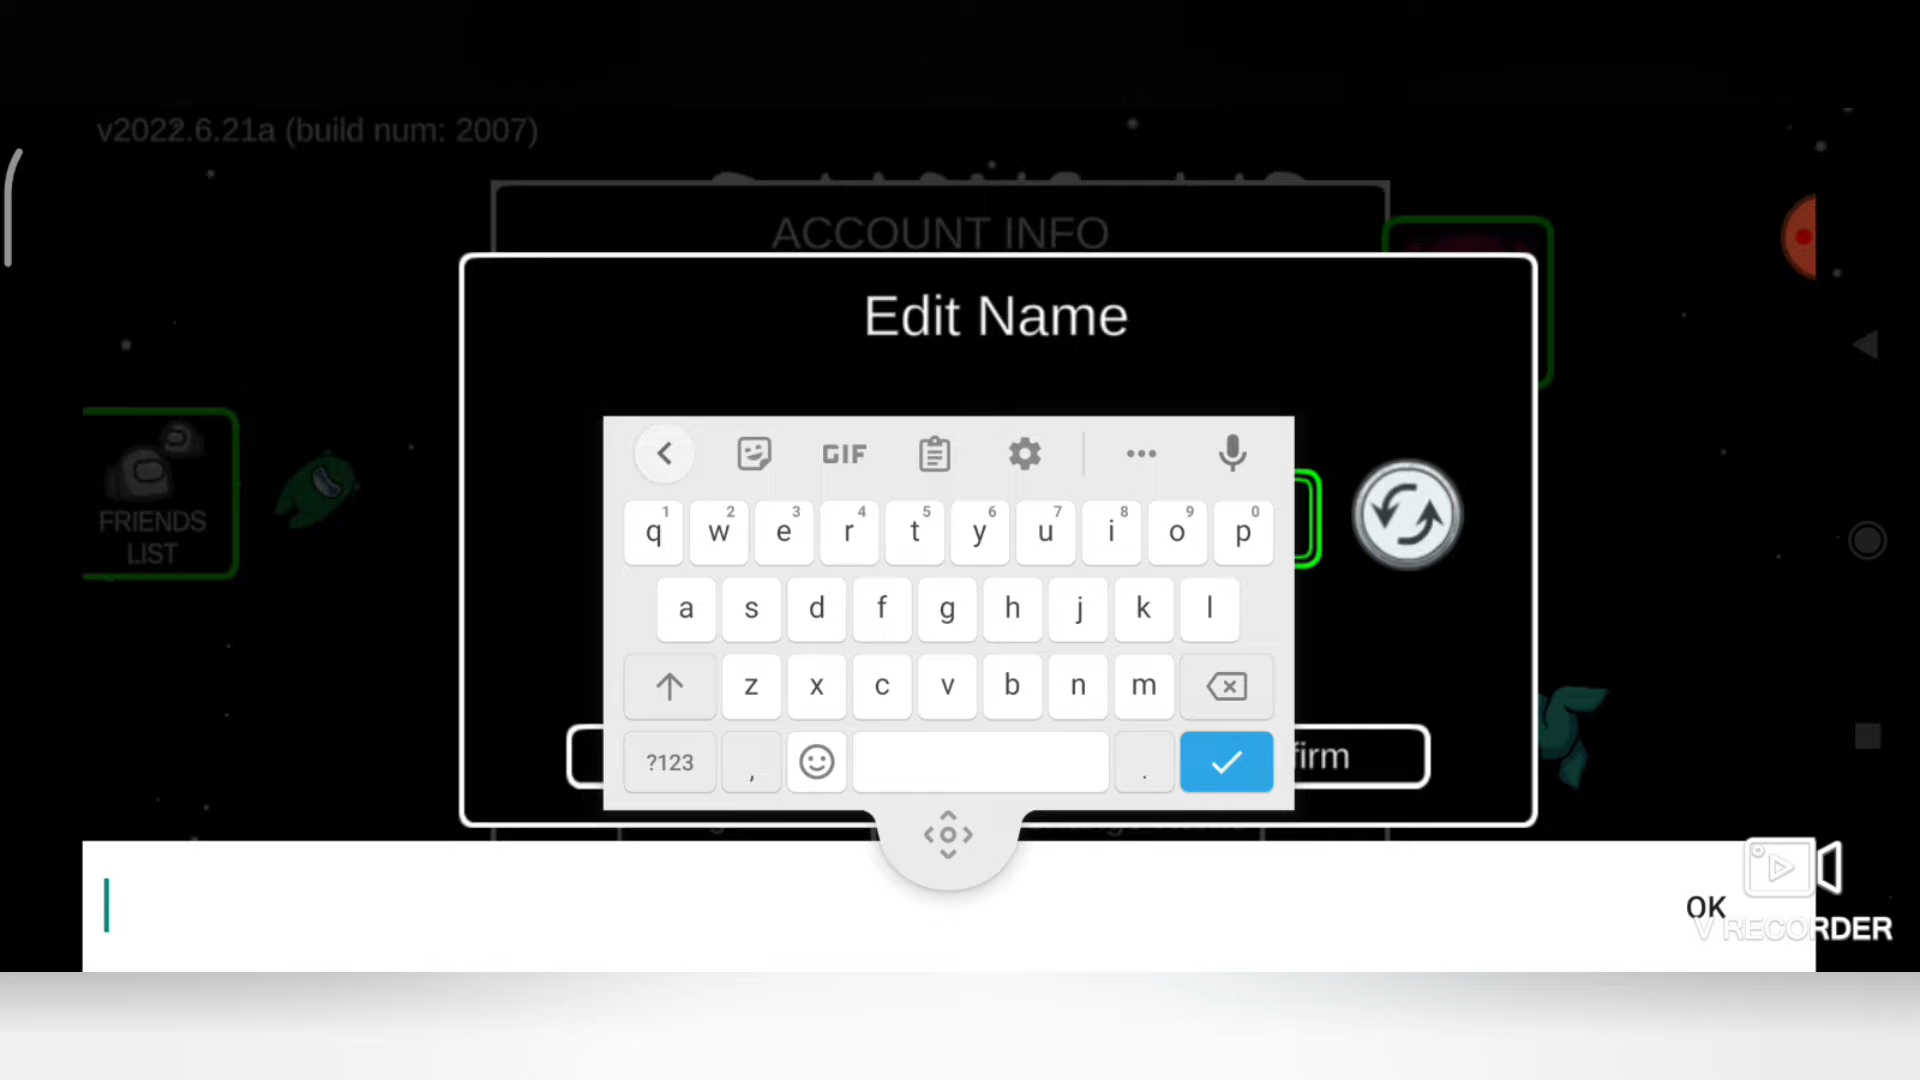 v2022.6.21a (build num: 2007)
ACCOUNT INFO
Edit Name
FRIENDS
LIST
GIF
1 2 3 4 5 6 7 8 9 0
q w e r t y u i o p
a s d f g h j k l
z x c v b n m
?123 , .
firm
OK
V RECORDER